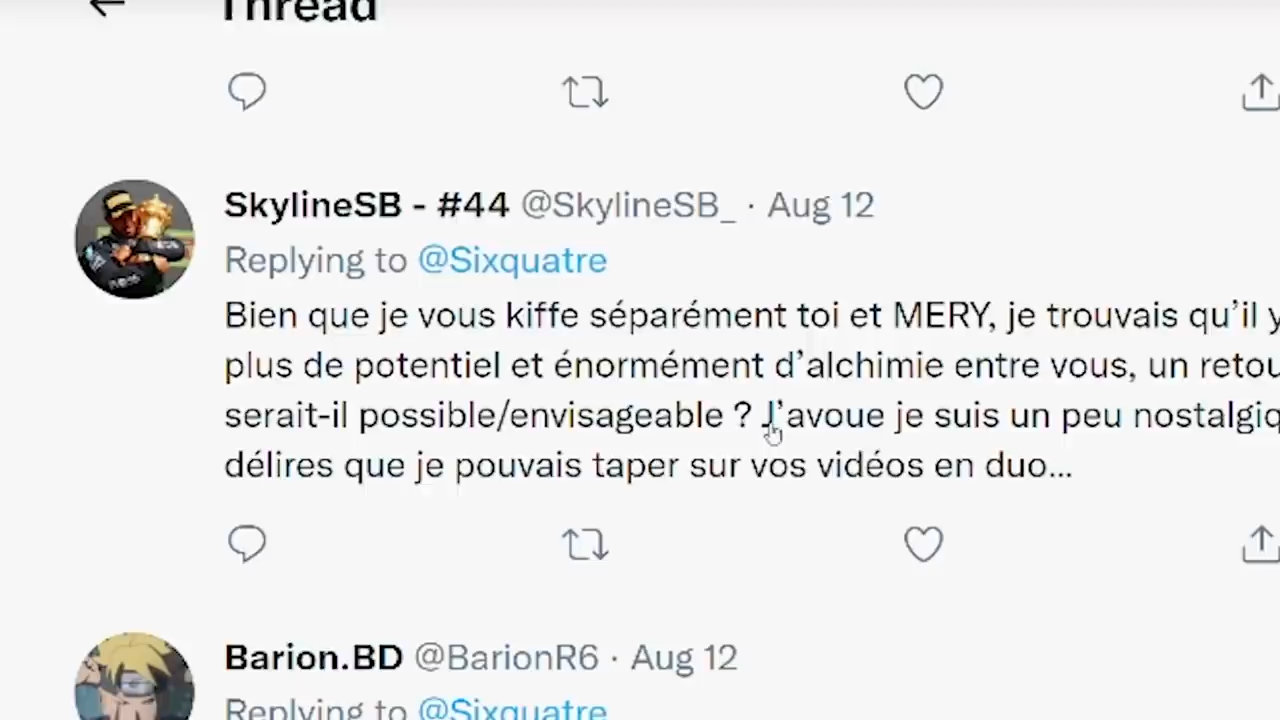 Thread
SkylineSB - #44 @SkylineSB_ · Aug 12
Replying to @Sixquatre
Bien que je vous kiffe séparément toi et MERY, je trouvais qu’il y
plus de potentiel et énormément d’alchimie entre vous, un retou
serait-il possible/envisageable ? J’avoue je suis un peu nostalgiq
délires que je pouvais taper sur vos vidéos en duo...
Barion.BD @BarionR6 · Aug 12
Replying to @Sixquatre